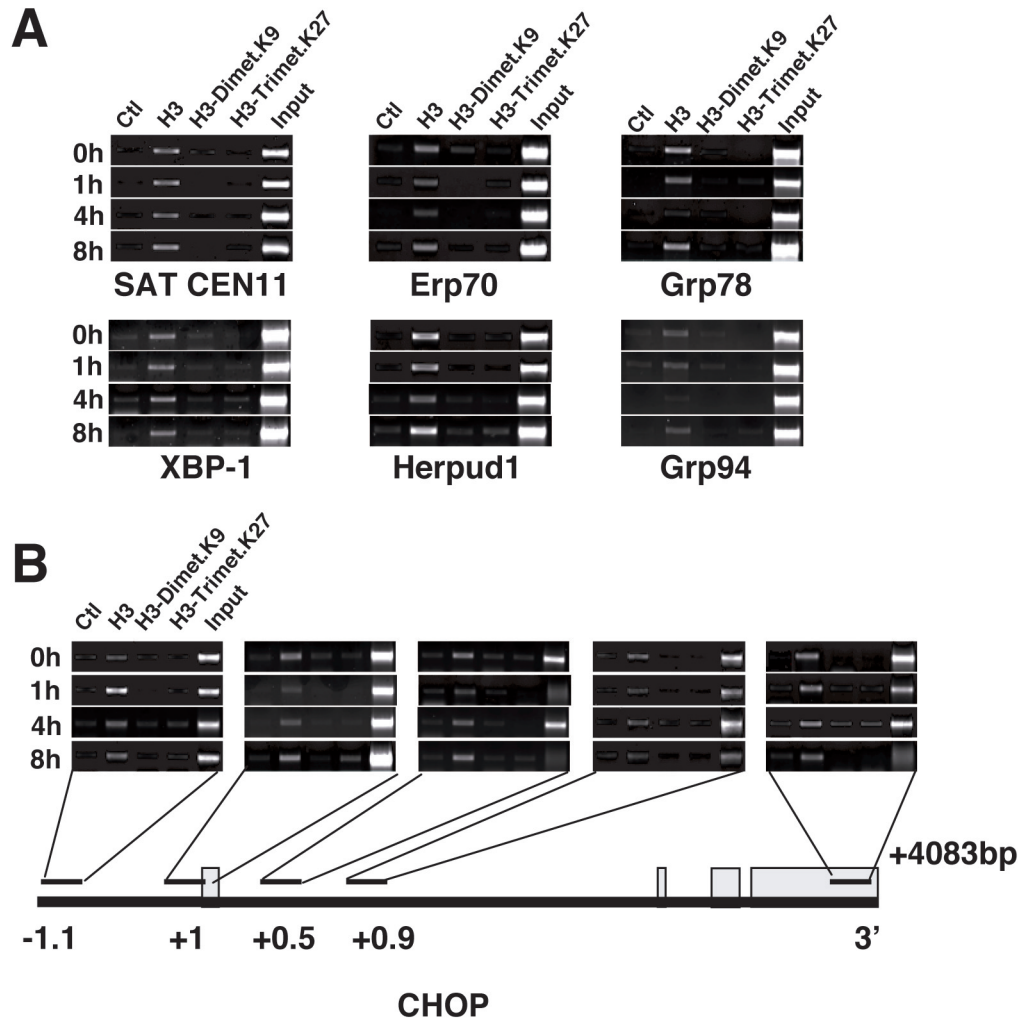 A
Ctl H3 H3-Dimet.K9 H3-Trimet.K27 Input
Ctl H3 H3-Dimet.K9 H3-Trimet.K27 Input
Ctl H3 H3-Dimet.K9 H3-Trimet.K27 Input
0h
1h
4h
8h
SAT CEN11 Erp70 Grp78
0h
1h
4h
8h
XBP-1 Herpud1 Grp94
B
Ctl H3 H3-Dimet.K9 H3-Trimet.K27 Input
0h
1h
4h
8h
+4083bp
-1.1 +1 +0.5 +0.9 3’
CHOP